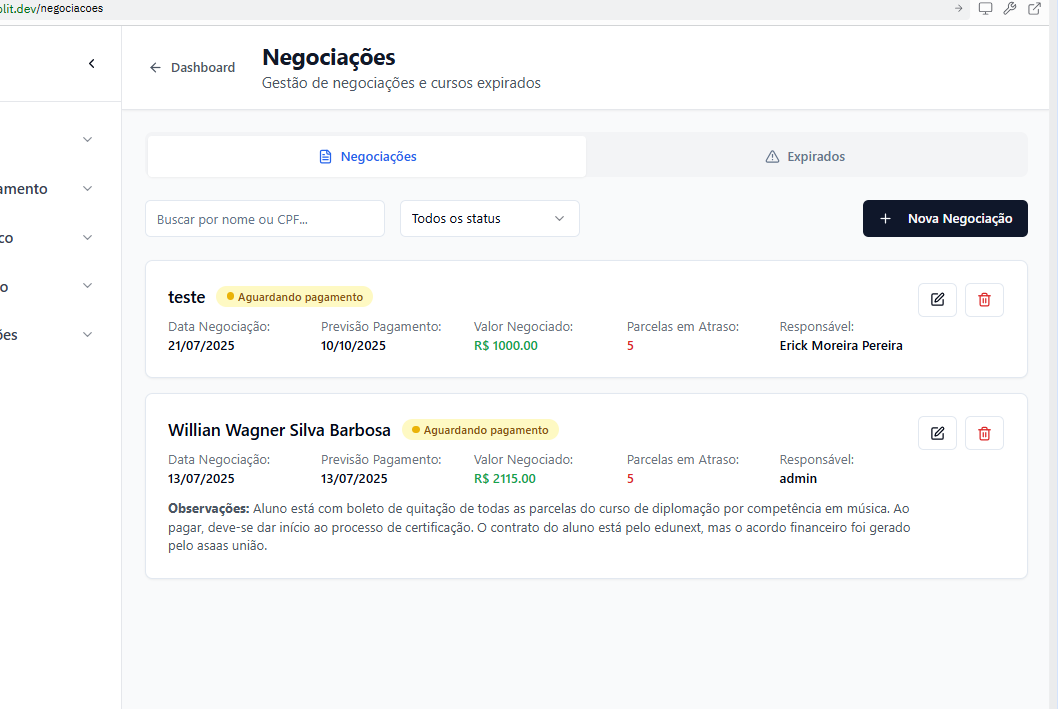 olit.dev/negociacoes
Dashboard
Negociações
Gestão de negociações e cursos expirados
amento
co
o
ões
Negociações
Expirados
Buscar por nome ou CPF...
Todos os status
Nova Negociação
teste Aguardando pagamento
Data Negociação: Previsão Pagamento: Valor Negociado: Parcelas em Atraso: Responsável:
21/07/2025 10/10/2025 R$ 1000.00 5 Erick Moreira Pereira
Willian Wagner Silva Barbosa Aguardando pagamento
Data Negociação: Previsão Pagamento: Valor Negociado: Parcelas em Atraso: Responsável:
13/07/2025 13/07/2025 R$ 2115.00 5 admin
Observações: Aluno está com boleto de quitação de todas as parcelas do curso de diplomação por competência em música. Ao
pagar, deve-se dar início ao processo de certificação. O contrato do aluno está pelo edunext, mas o acordo financeiro foi gerado
pelo asaas união.